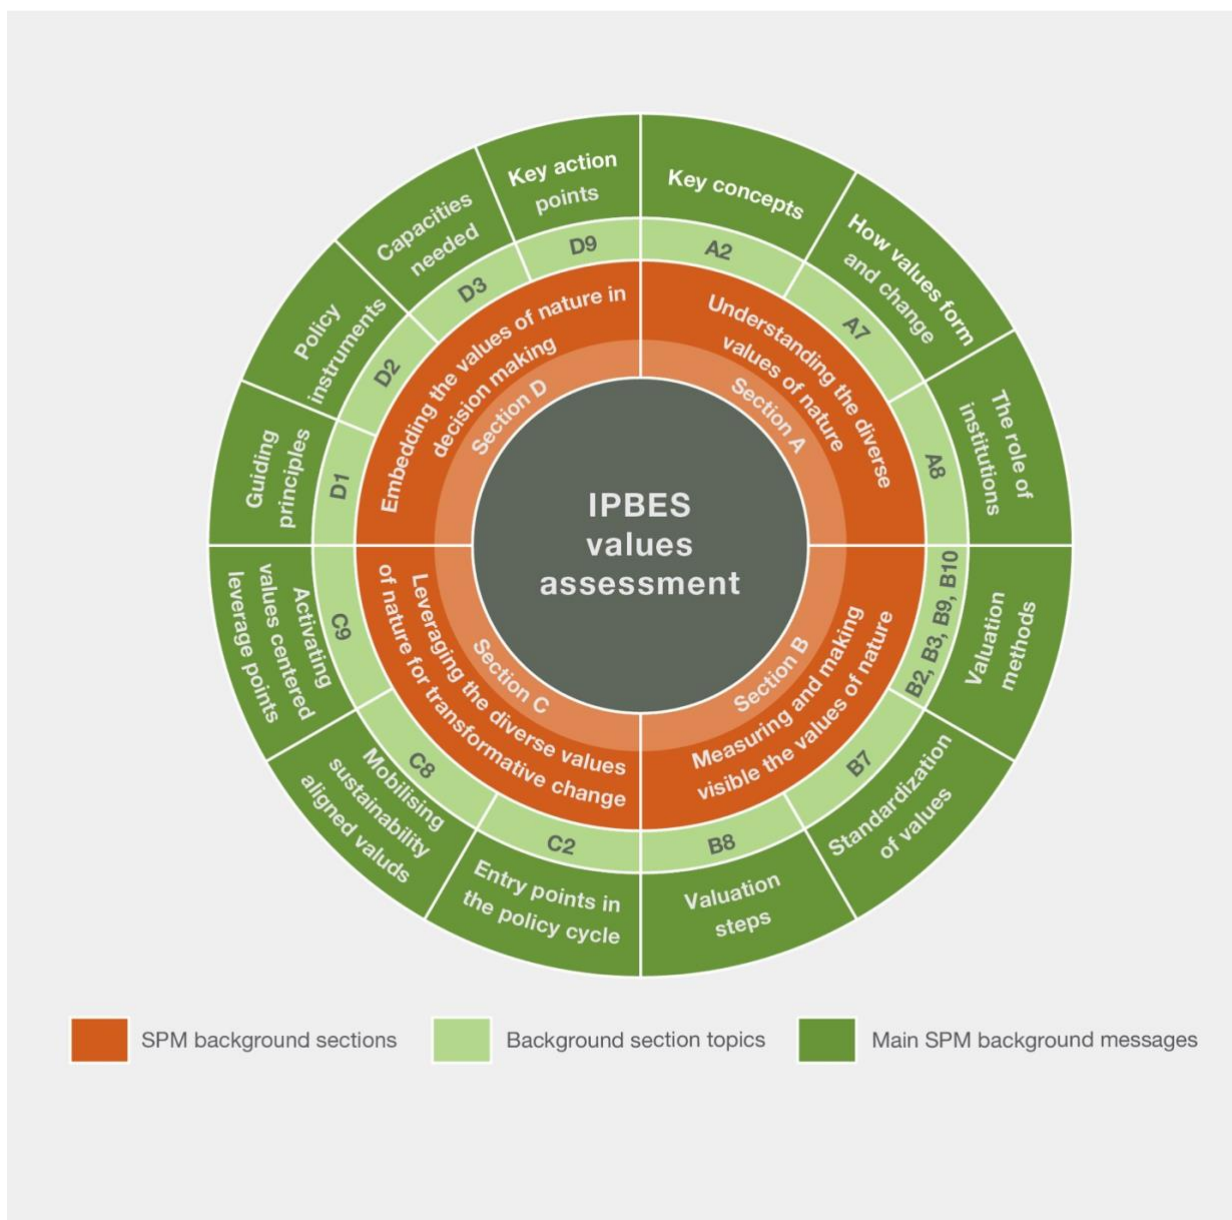 IPBES
values
assessment
Section A
Understanding the diverse
values of nature
A2
Key concepts
A7
How values form
and change
A8
The role of
institutions
Section B
Measuring and making
visible the values of nature
B2, B3, B9, B10
Valuation
methods
B7
Standardization
of values
B8
Valuation
steps
Section C
Leveraging the diverse values
of nature for transformative change
C2
Entry points in
the policy cycle
C8
Mobilising
sustainability
aligned valuds
C9
Activating
values centered
leverage points
Section D
Embedding the values of nature in
decision making
D1
Guiding
principles
D2
Policy
instruments
D3
Capacities
needed
D9
Key action
points
SPM background sections
Background section topics
Main SPM background messages